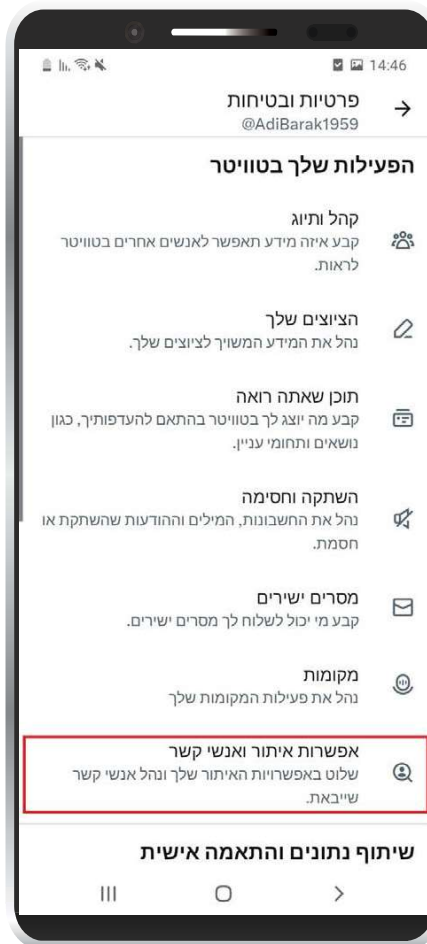 14:46
פרטיות ובטיחות
@AdiBarak1959
הפעילות שלך בטוויטר
קהל ותיוג
קבע איזה מידע תאפשר לאנשים אחרים בטוויטר
לראות.
הציוצים שלך
נהל את המידע המשויך לציוצים שלך.
תוכן שאתה רואה
קבע מה יוצג לך בטוויטר בהתאם להעדפותיך, כגון
נושאים ותחומי עניין.
השתקה וחסימה
נהל את החשבונות, המילים וההודעות שהשתקת או
חסמת.
מסרים ישירים
קבע מי יכול לשלוח לך מסרים ישירים.
מקומות
נהל את פעילות המקומות שלך
אפשרות איתור ואנשי קשר
שלוט באפשרויות האיתור שלך ונהל אנשי קשר
שייבאת.
שיתוף נתונים והתאמה אישית